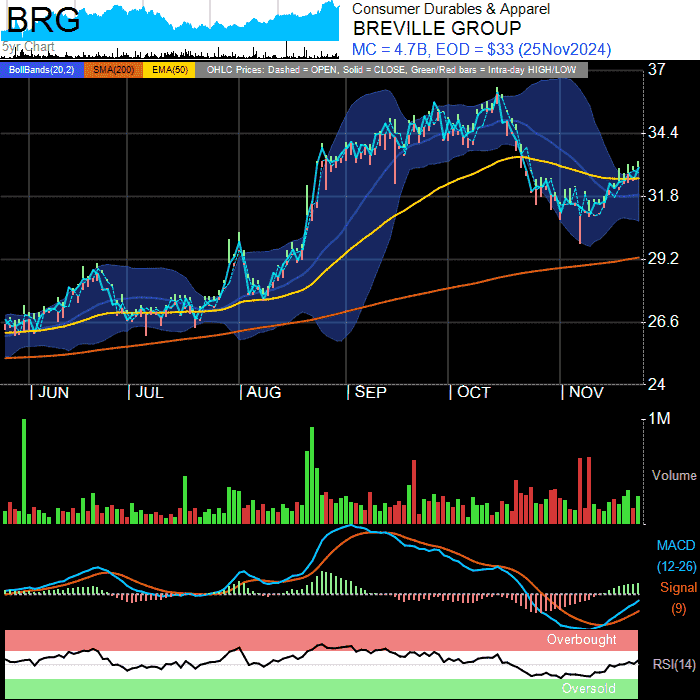 BRG
5yr Chart
Consumer Durables & Apparel
BREVILLE GROUP
MC = 4.7B, EOD = $33 (25Nov2024)
BollBands(20,2) SMA(200) EMA(50) OHLC Prices: Dashed = OPEN, Solid = CLOSE, Green/Red bars = Intra-day HIGH/LOW
37
34.4
31.8
29.2
26.6
24
JUN JUL AUG SEP OCT NOV
1M
Volume
MACD
(12-26)
Signal
(9)
Overbought
RSI(14)
Oversold